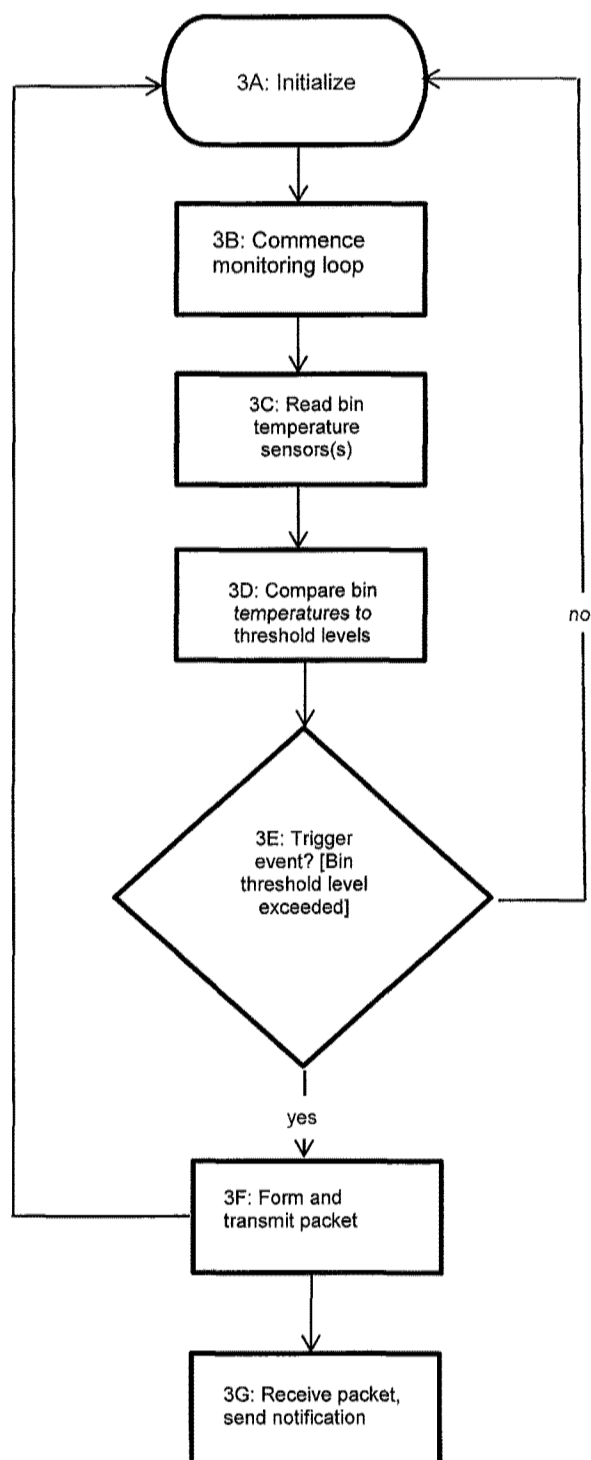 3A: Initialize
3B: Commence
monitoring loop
3C: Read bin
temperature
sensors(s)
3D: Compare bin
temperatures to
threshold levels
no
3E: Trigger
event? [Bin
threshold level
exceeded]
yes
3F: Form and
transmit packet
3G: Receive packet,
send notification